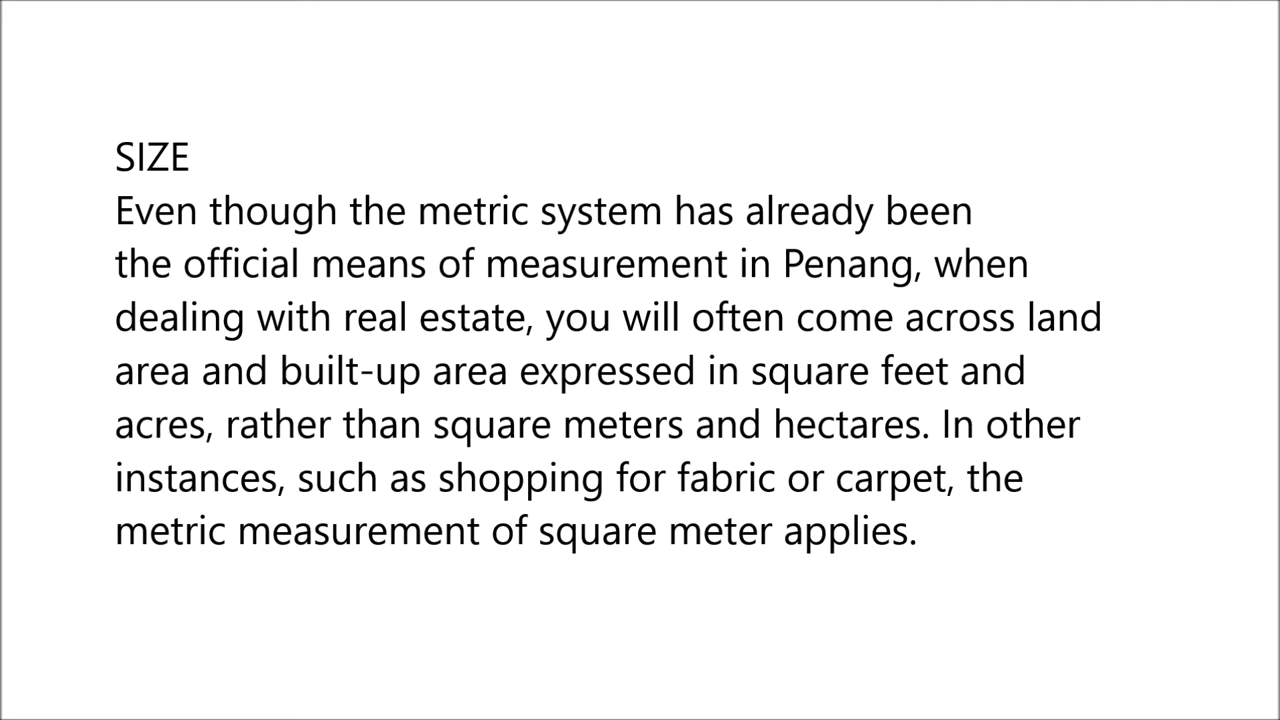 SIZE
Even though the metric system has already been
the official means of measurement in Penang, when
dealing with real estate, you will often come across land
area and built-up area expressed in square feet and
acres, rather than square meters and hectares. In other
instances, such as shopping for fabric or carpet, the
metric measurement of square meter applies.